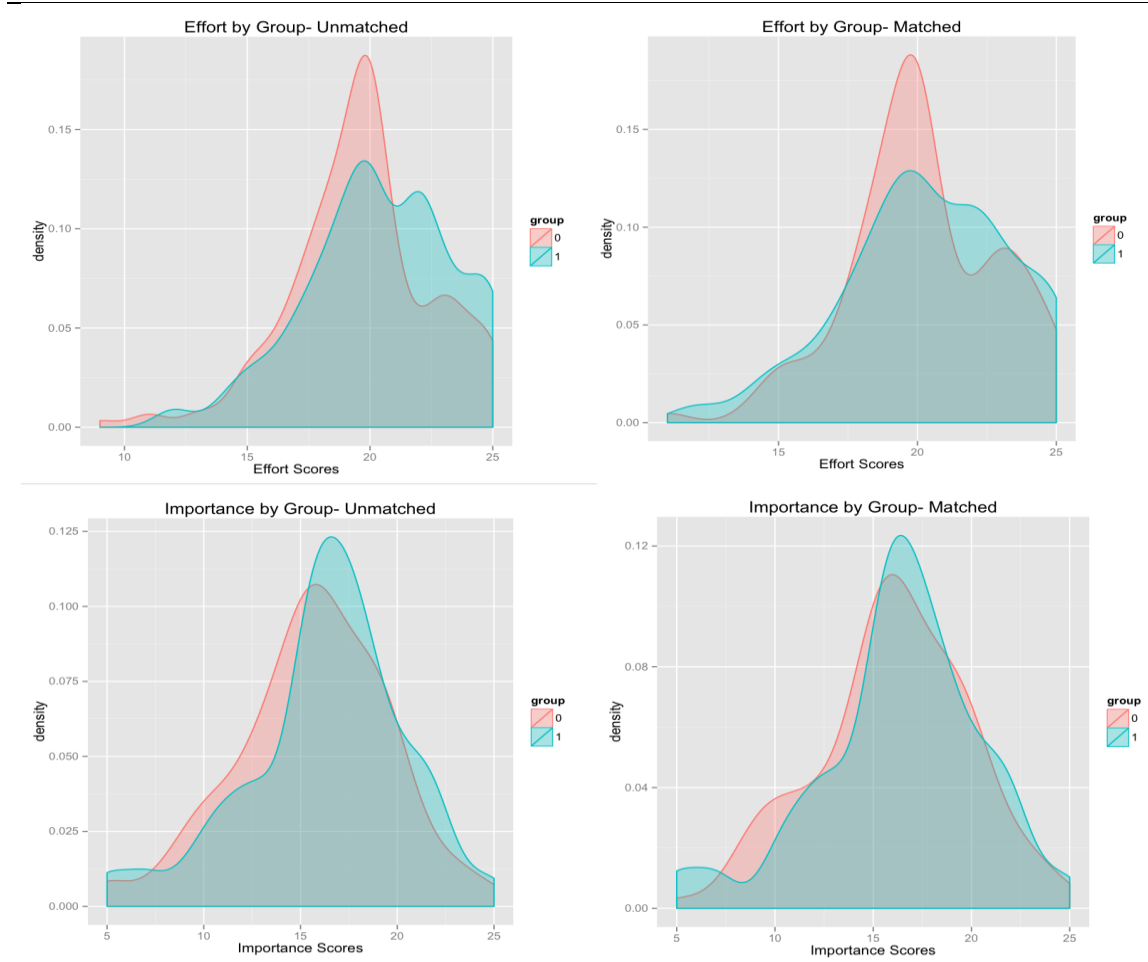 Effort by Group- Unmatched
density
0.15
0.10
0.05
0.00
10 15 20 25
Effort Scores
group
0
1
Effort by Group- Matched
density
0.15
0.10
0.05
0.00
15 20 25
Effort Scores
group
0
1
Importance by Group- Unmatched
density
0.125
0.100
0.075
0.050
0.025
0.000
5 10 15 20 25
Importance Scores
group
0
1
Importance by Group- Matched
density
0.12
0.08
0.04
0.00
5 10 15 20 25
Importance Scores
group
0
1